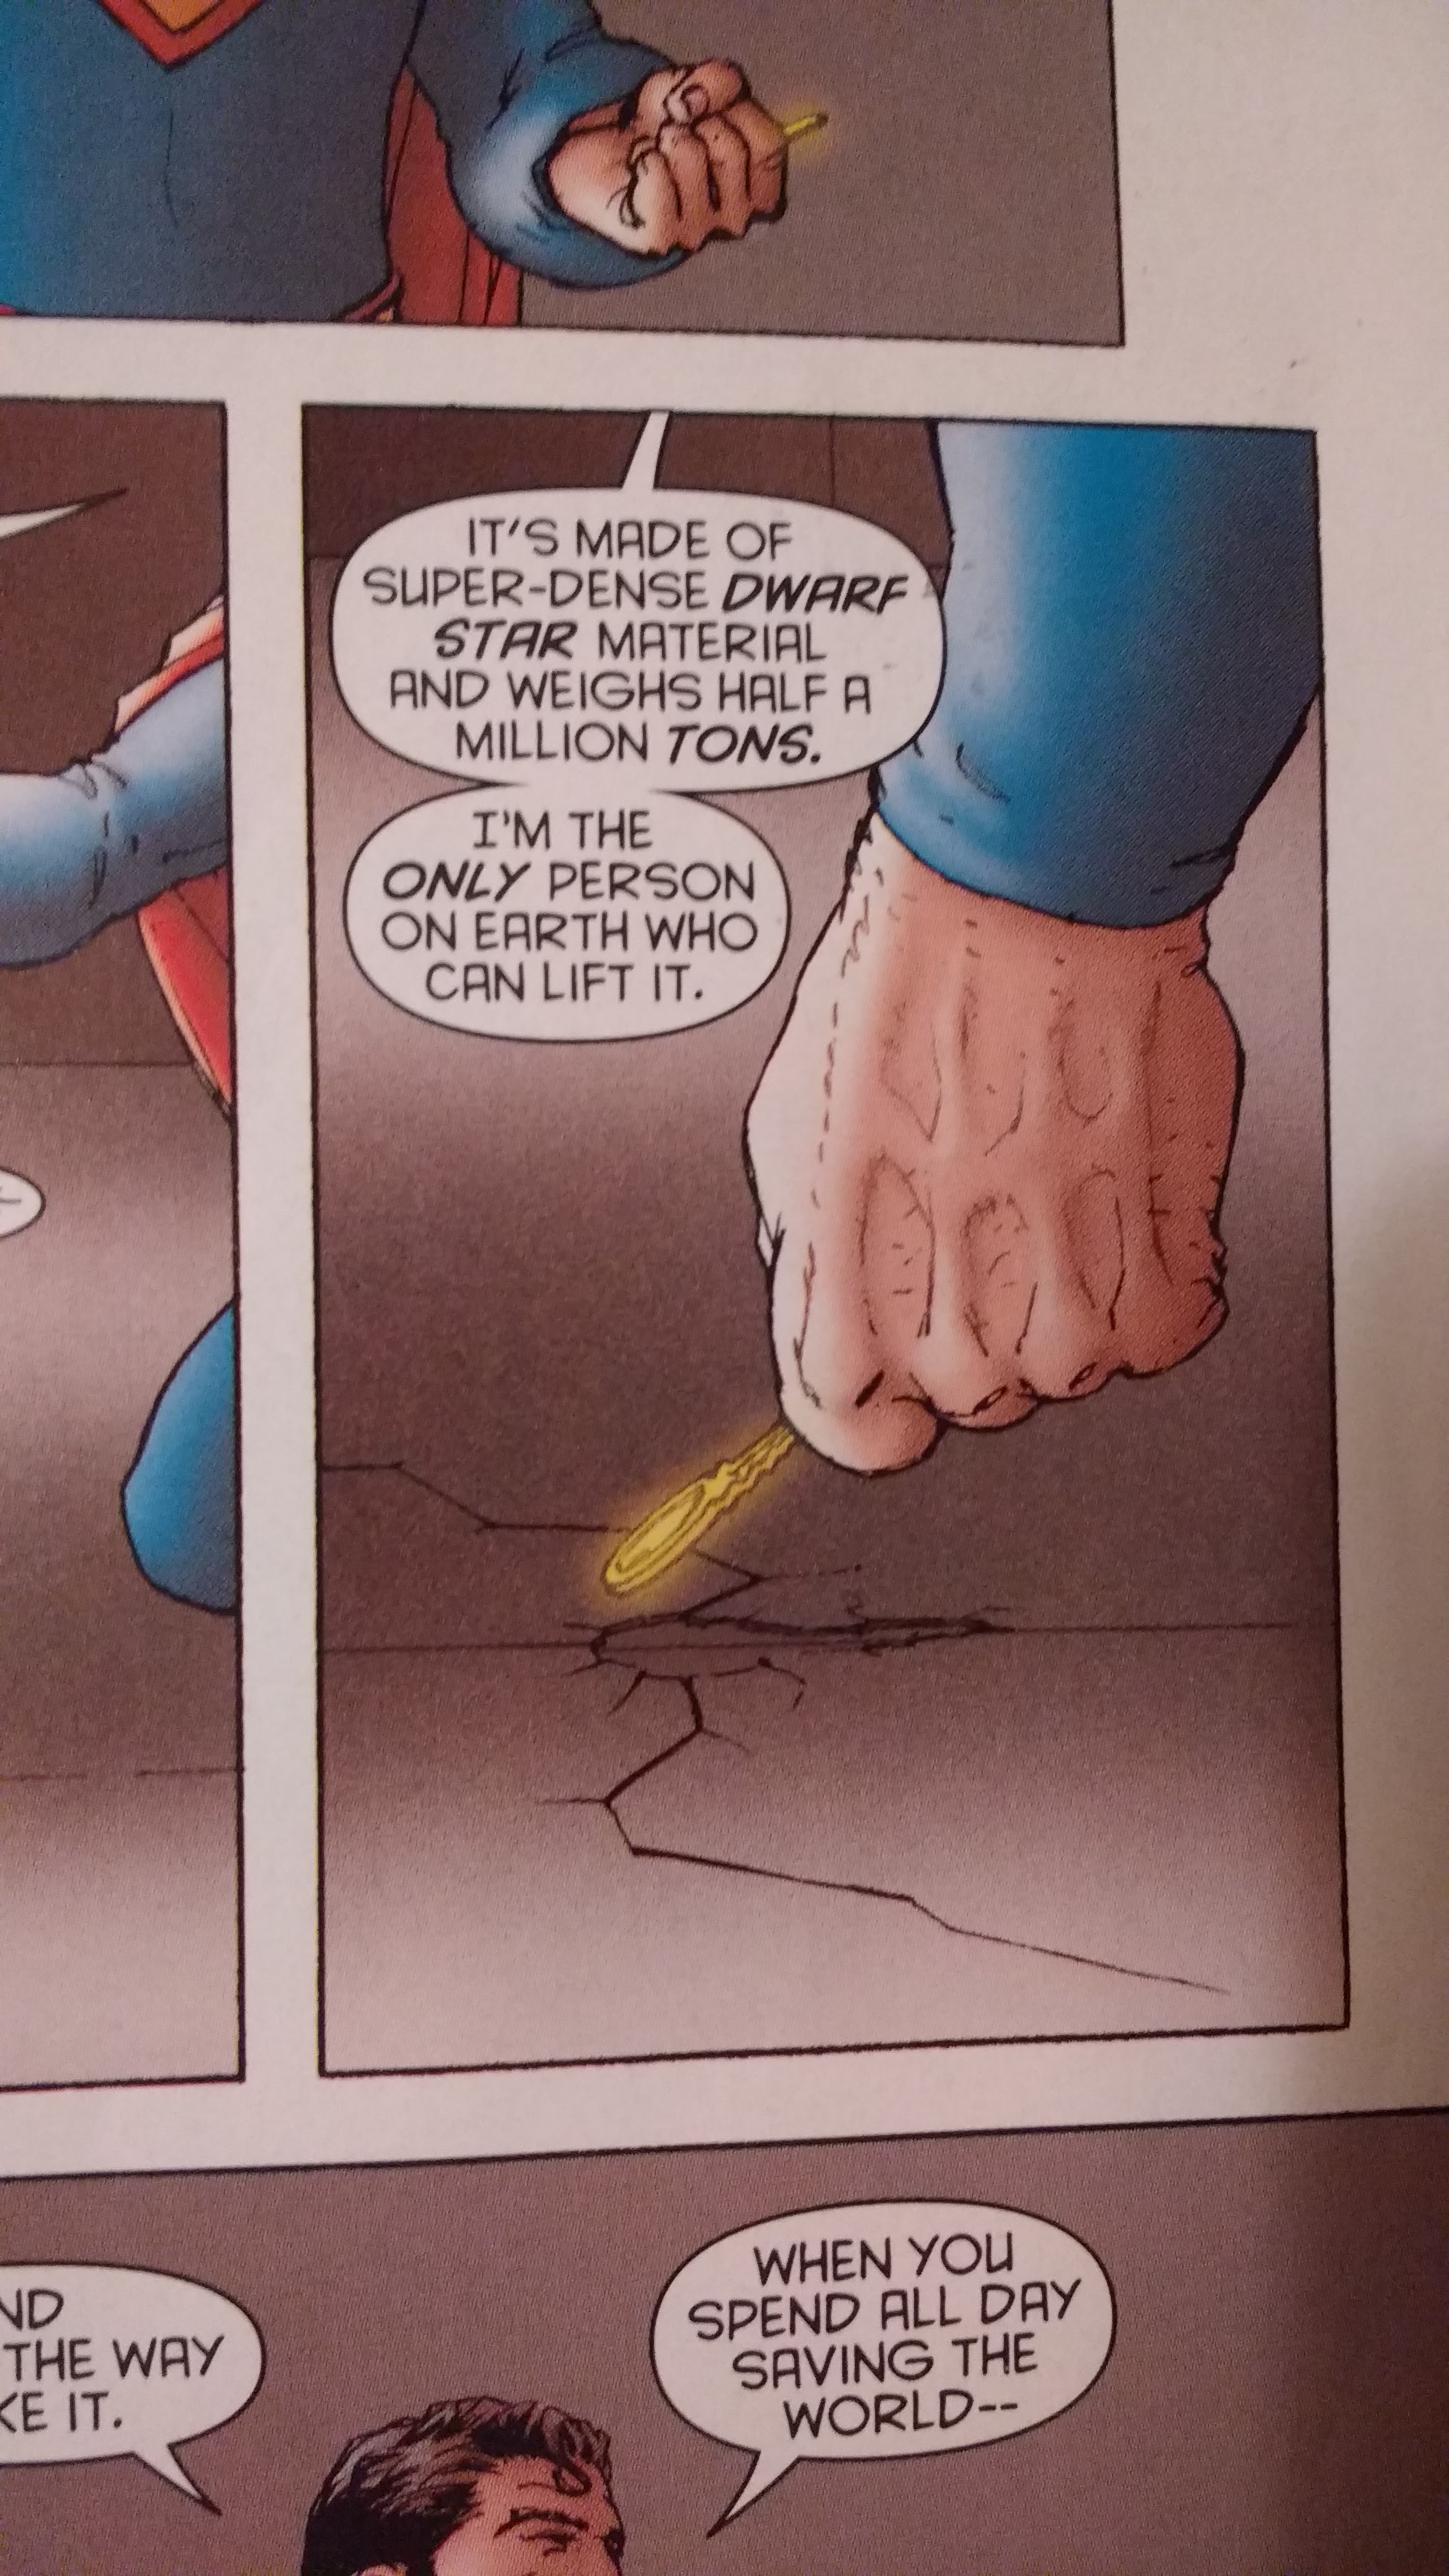 IT'S MADE OF
SUPER-DENSE DWARF
STAR MATERIAL
AND WEIGHS HALF A
MILLION TONS.
I'M THE
ONLY PERSON
ON EARTH WHO
CAN LIFT IT.
THE WAY
IT.
WHEN YOU
SPEND ALL DAY
SAVING THE
WORLD--